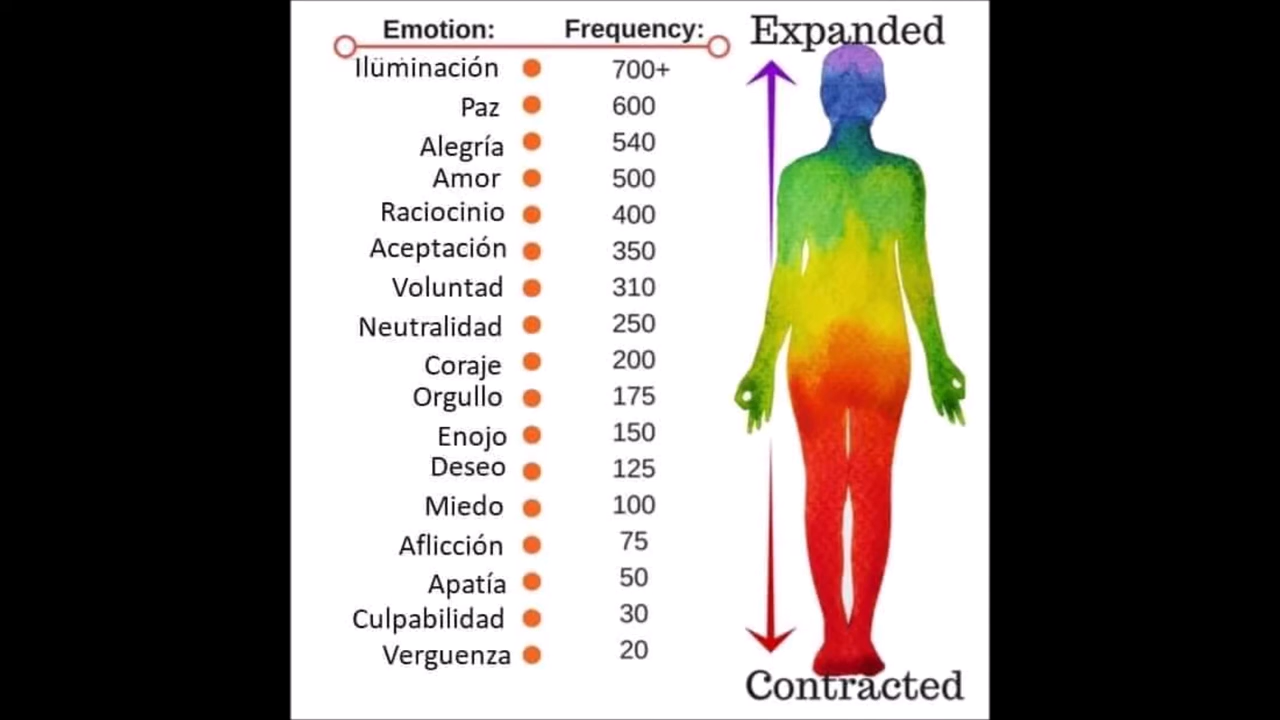 Emotion: Frequency: Expanded
Ilüminación 700+
Paz 600
Alegría 540
Amor 500
Raciocinio 400
Aceptación 350
Voluntad 310
Neutralidad 250
Coraje 200
Orgullo 175
Enojo 150
Deseo 125
Miedo 100
Aflicción 75
Apatía 50
Culpabilidad 30
Verguenza 20
Contracted